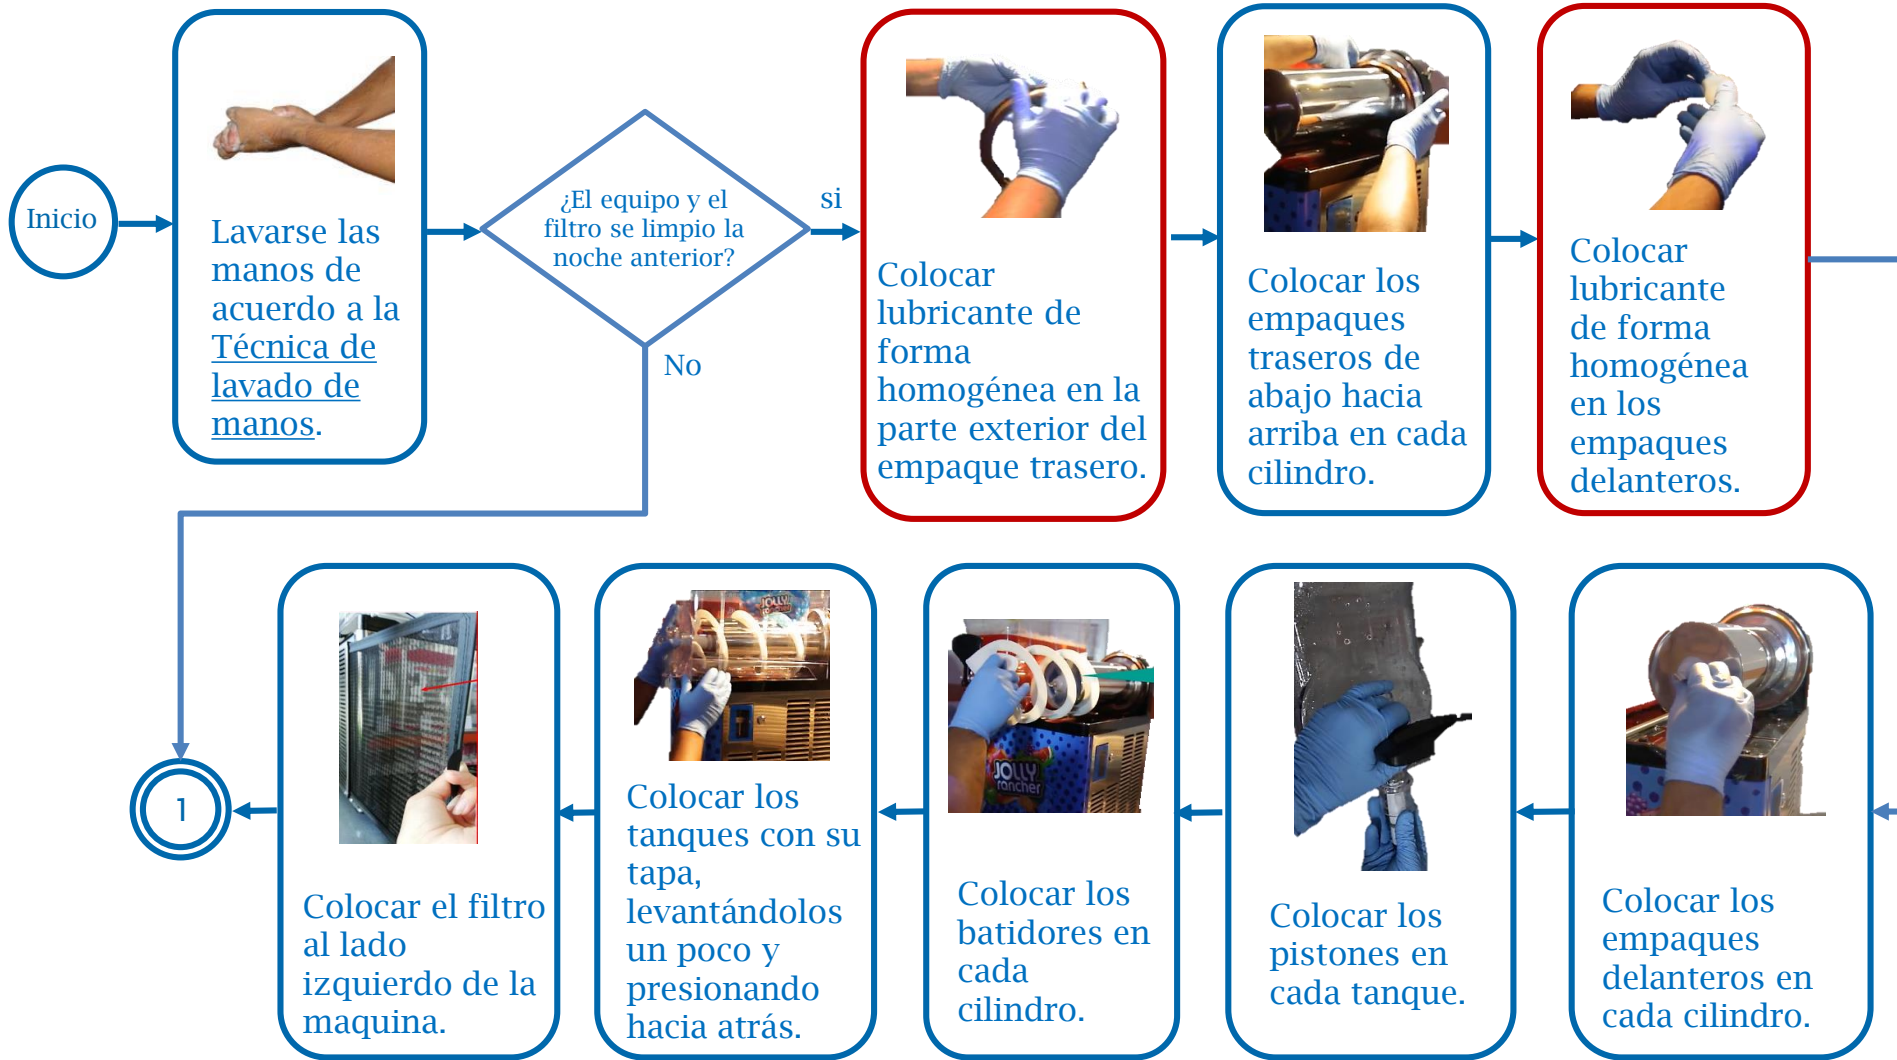 Inicio
Lavarse las
manos de
acuerdo a la
Técnica de
lavado de
manos.
¿El equipo y el
filtro se limpio la
noche anterior?
si
No
Colocar
lubricante de
forma
homogénea en la
parte exterior del
empaque trasero.
Colocar los
empaques
traseros de
abajo hacia
arriba en cada
cilindro.
Colocar
lubricante
de forma
homogénea
en los
empaques
delanteros.
Colocar los
empaques
delanteros en
cada cilindro.
Colocar los
pistones en
cada tanque.
JOLLY
rancher
Colocar los
batidores en
cada
cilindro.
JOLLY
Colocar los
tanques con su
tapa,
levantándolos
un poco y
presionando
hacia atrás.
Colocar el filtro
al lado
izquierdo de la
maquina.
1